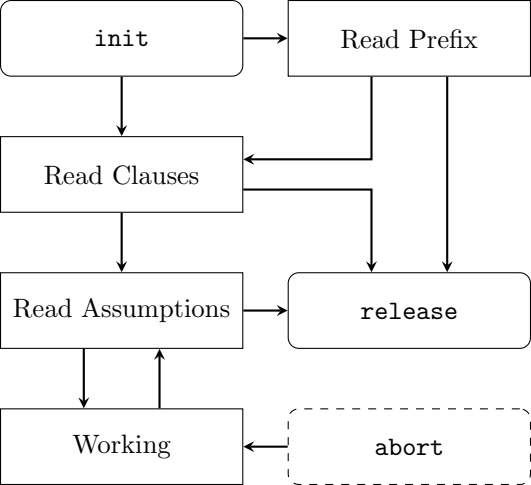 init
Read Prefix
Read Clauses
Read Assumptions
release
Working
abort